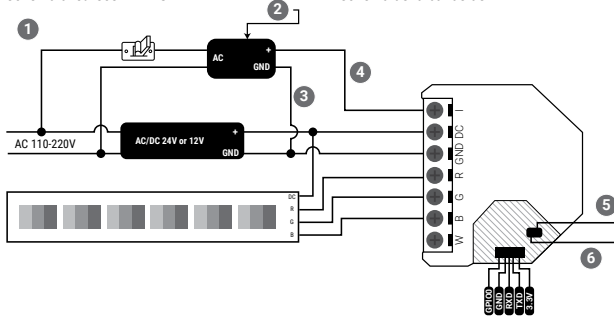 1
2
AC
+
GND
4
3
AC 110-220V
AC/DC 24V or 12V
+
GND
I
DC
GND
R
G
B
W
DC
R
G
B
5
6
GPIO0
GND
RXD
TXD
3.3V